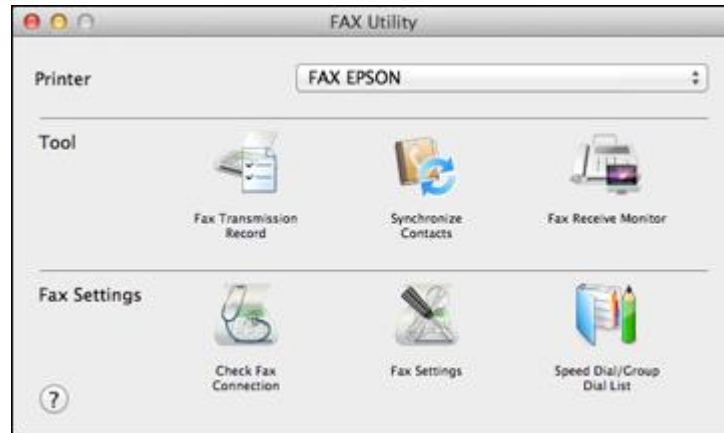 FAX Utility
Printer
FAX EPSON
Tool
Fax Transmission
Record
Synchronize
Contacts
Fax Receive Monitor
Fax Settings
Check Fax
Connection
Fax Settings
Speed Dial/Group
Dial List
?